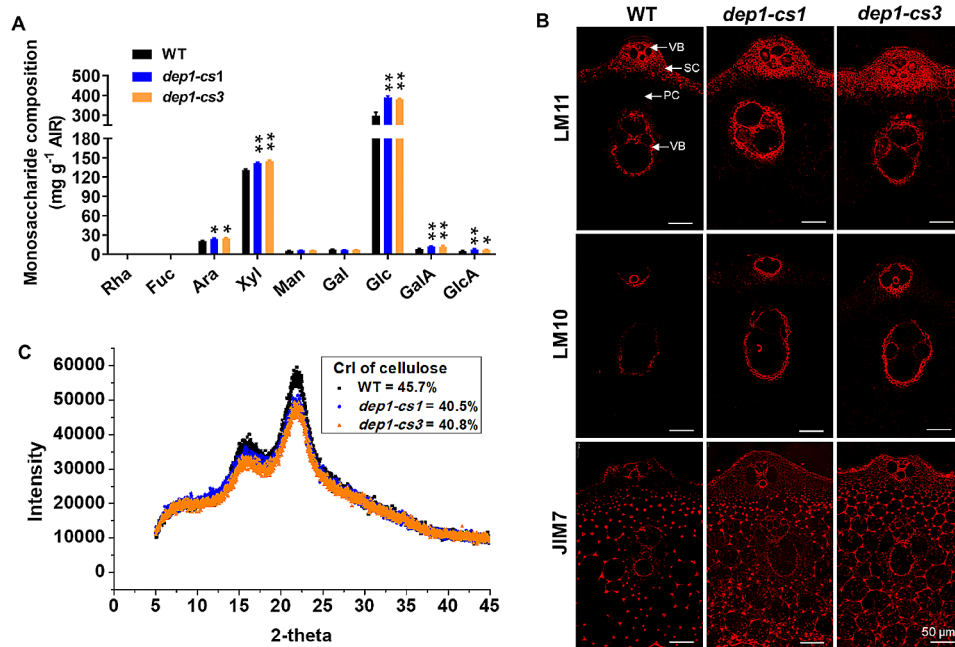 A
WT
dep1-cs1
dep1-cs3
Monosaccharide composition
(mg g⁻¹ AIR)
500
400
300
150
120
90
60
30
0
* *
** **
** **
** **
** *
Rha Fuc Ara Xyl Man Gal Glc GalA GlcA
B
WT dep1-cs1 dep1-cs3
LM11
VB
SC
PC
VB
LM10
JIM7
50 µm
C
CrI of cellulose
WT = 45.7%
dep1-cs1 = 40.5%
dep1-cs3 = 40.8%
Intensity
60000
50000
40000
30000
20000
10000
0
0 5 10 15 20 25 30 35 40 45
2-theta